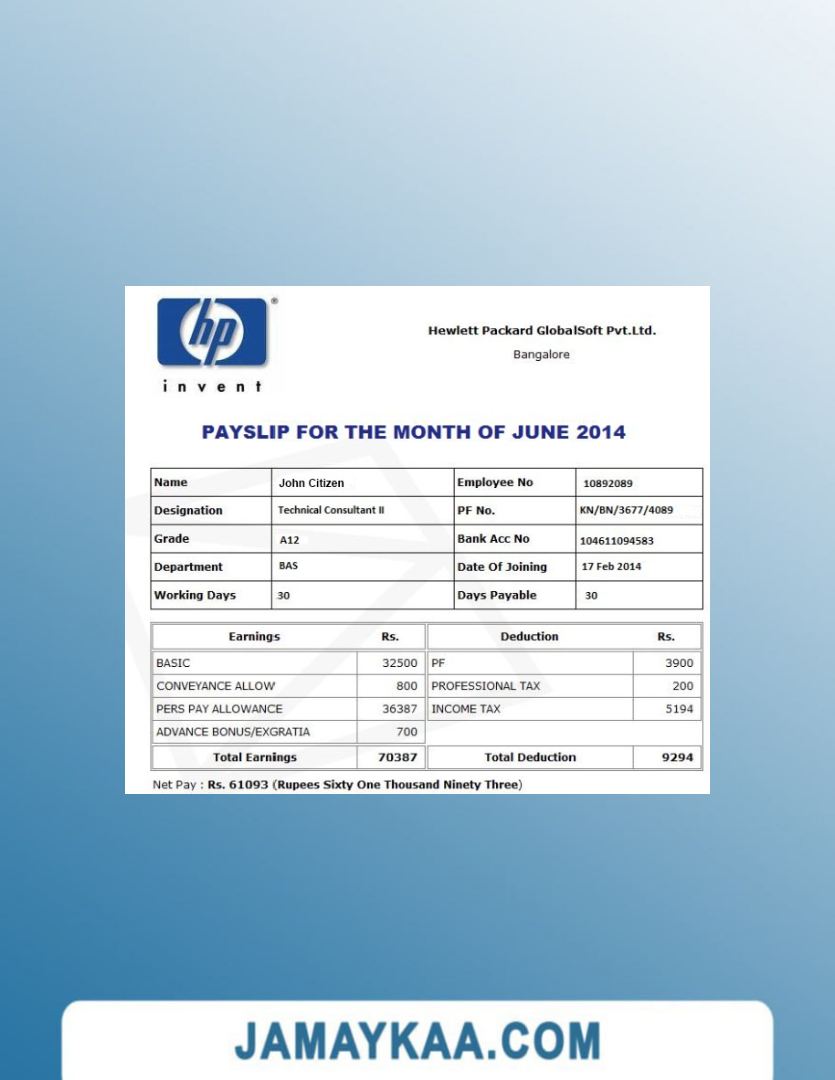 hp ®
invent
Hewlett Packard GlobalSoft Pvt.Ltd.
Bangalore
PAYSLIP FOR THE MONTH OF JUNE 2014
Name John Citizen Employee No 10892089
Designation Technical Consultant II PF No. KN/BN/3677/4089
Grade A12 Bank Acc No 104611094583
Department BAS Date Of Joining 17 Feb 2014
Working Days 30 Days Payable 30
Earnings Rs. Deduction Rs.
BASIC 32500 PF 3900
CONVEYANCE ALLOW 800 PROFESSIONAL TAX 200
PERS PAY ALLOWANCE 36387 INCOME TAX 5194
ADVANCE BONUS/EXGRATIA 700
Total Earnings 70387 Total Deduction 9294
Net Pay : Rs. 61093 (Rupees Sixty One Thousand Ninety Three)
JAMAYKAA.COM